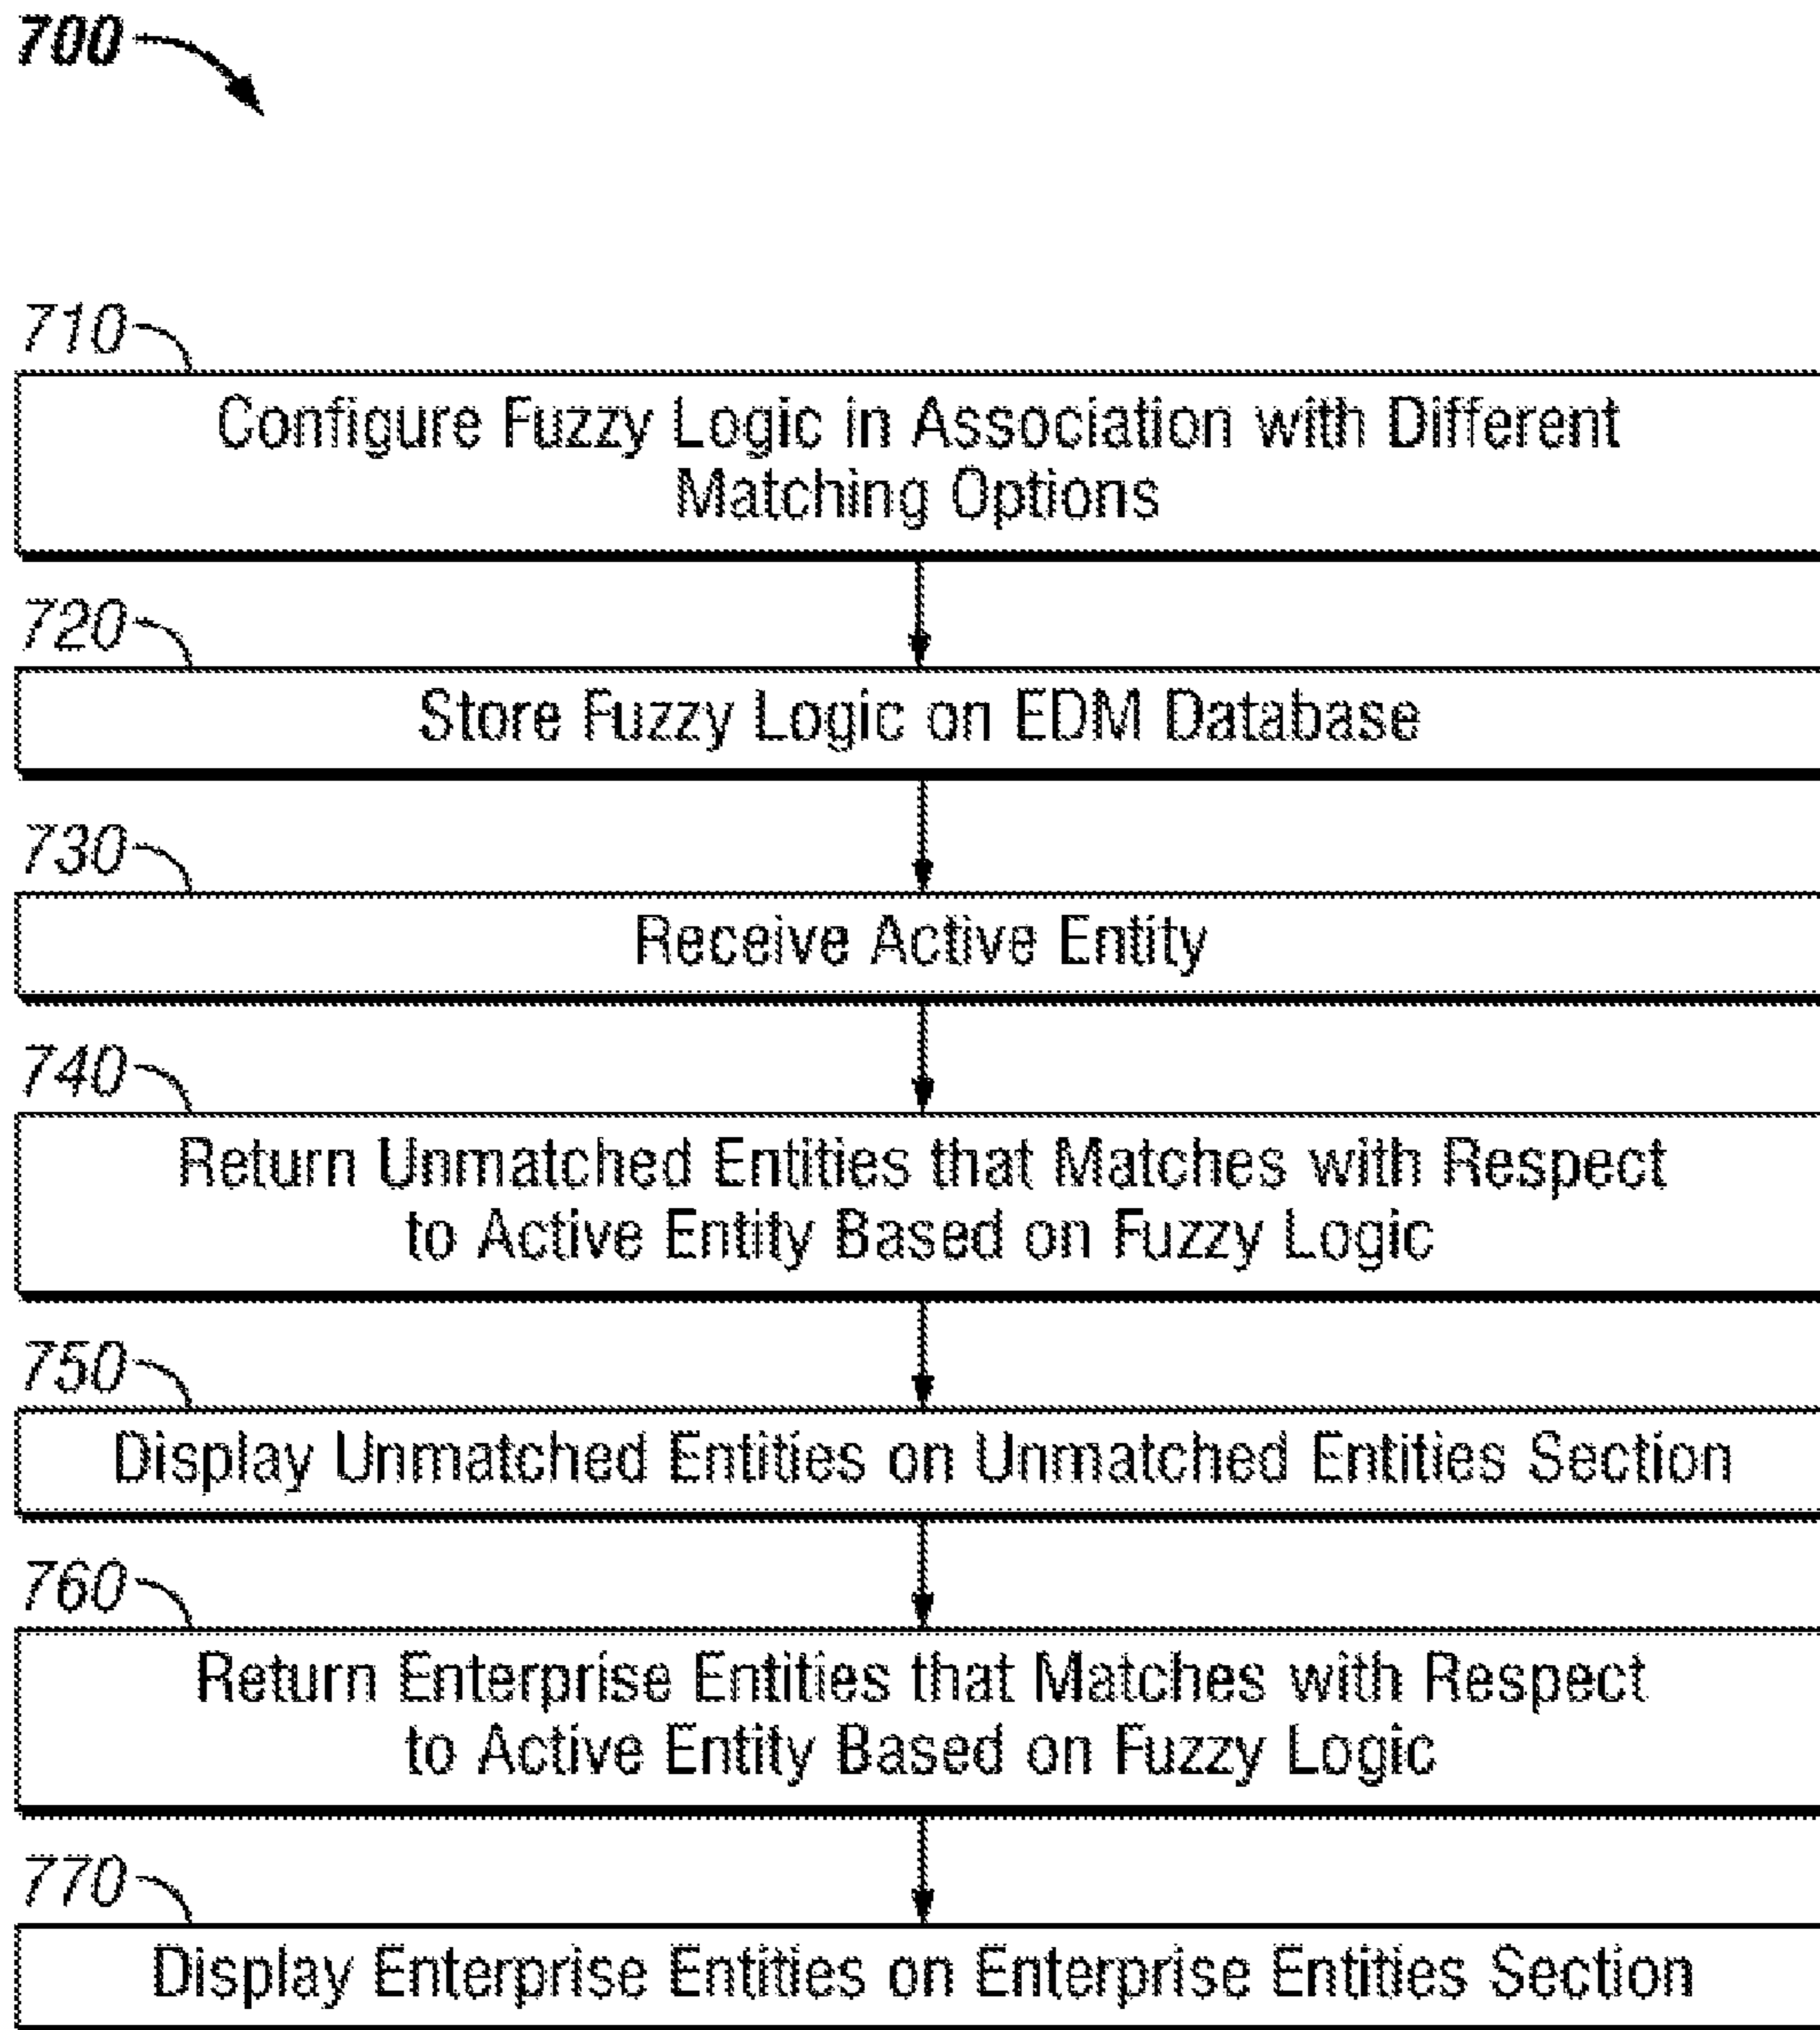 700
710
Configure Fuzzy Logic in Association with Different
Matching Options
720
Store Fuzzy Logic on EDM Database
730
Receive Active Entity
740
Return Unmatched Entities that Matches with Respect
to Active Entity Based on Fuzzy Logic
750
Display Unmatched Entities on Unmatched Entities Section
760
Return Enterprise Entities that Matches with Respect
to Active Entity Based on Fuzzy Logic
770
Display Enterprise Entities on Enterprise Entities Section